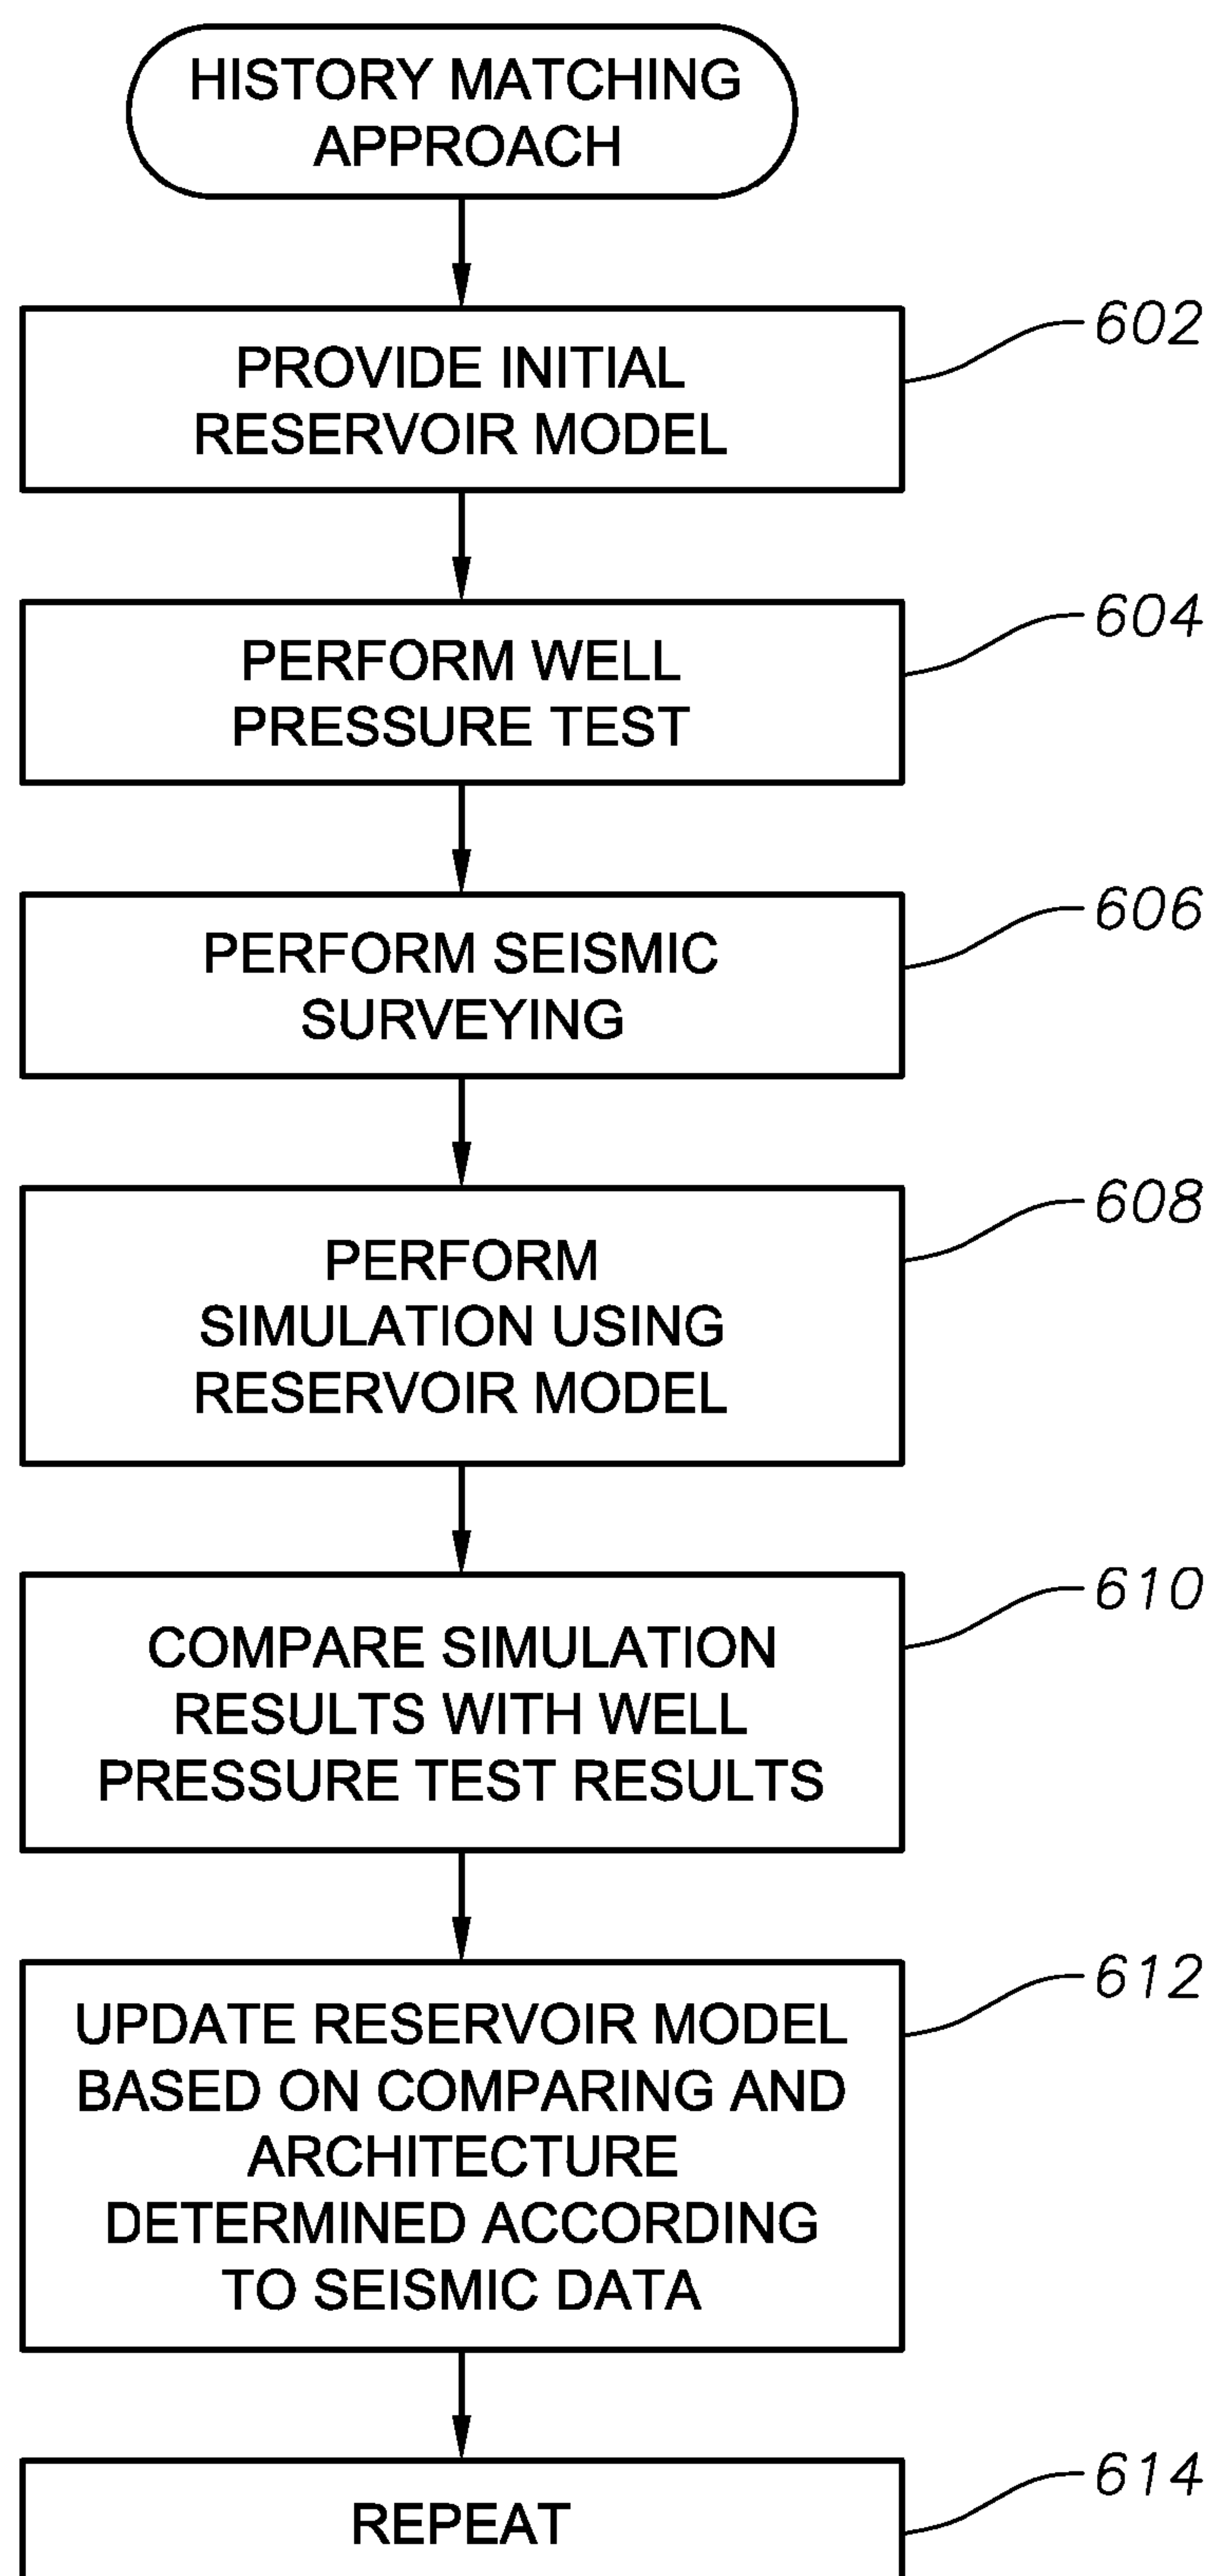 HISTORY MATCHING
APPROACH
602
PROVIDE INITIAL
RESERVOIR MODEL
604
PERFORM WELL
PRESSURE TEST
606
PERFORM SEISMIC
SURVEYING
608
PERFORM
SIMULATION USING
RESERVOIR MODEL
610
COMPARE SIMULATION
RESULTS WITH WELL
PRESSURE TEST RESULTS
612
UPDATE RESERVOIR MODEL
BASED ON COMPARING AND
ARCHITECTURE
DETERMINED ACCORDING
TO SEISMIC DATA
614
REPEAT